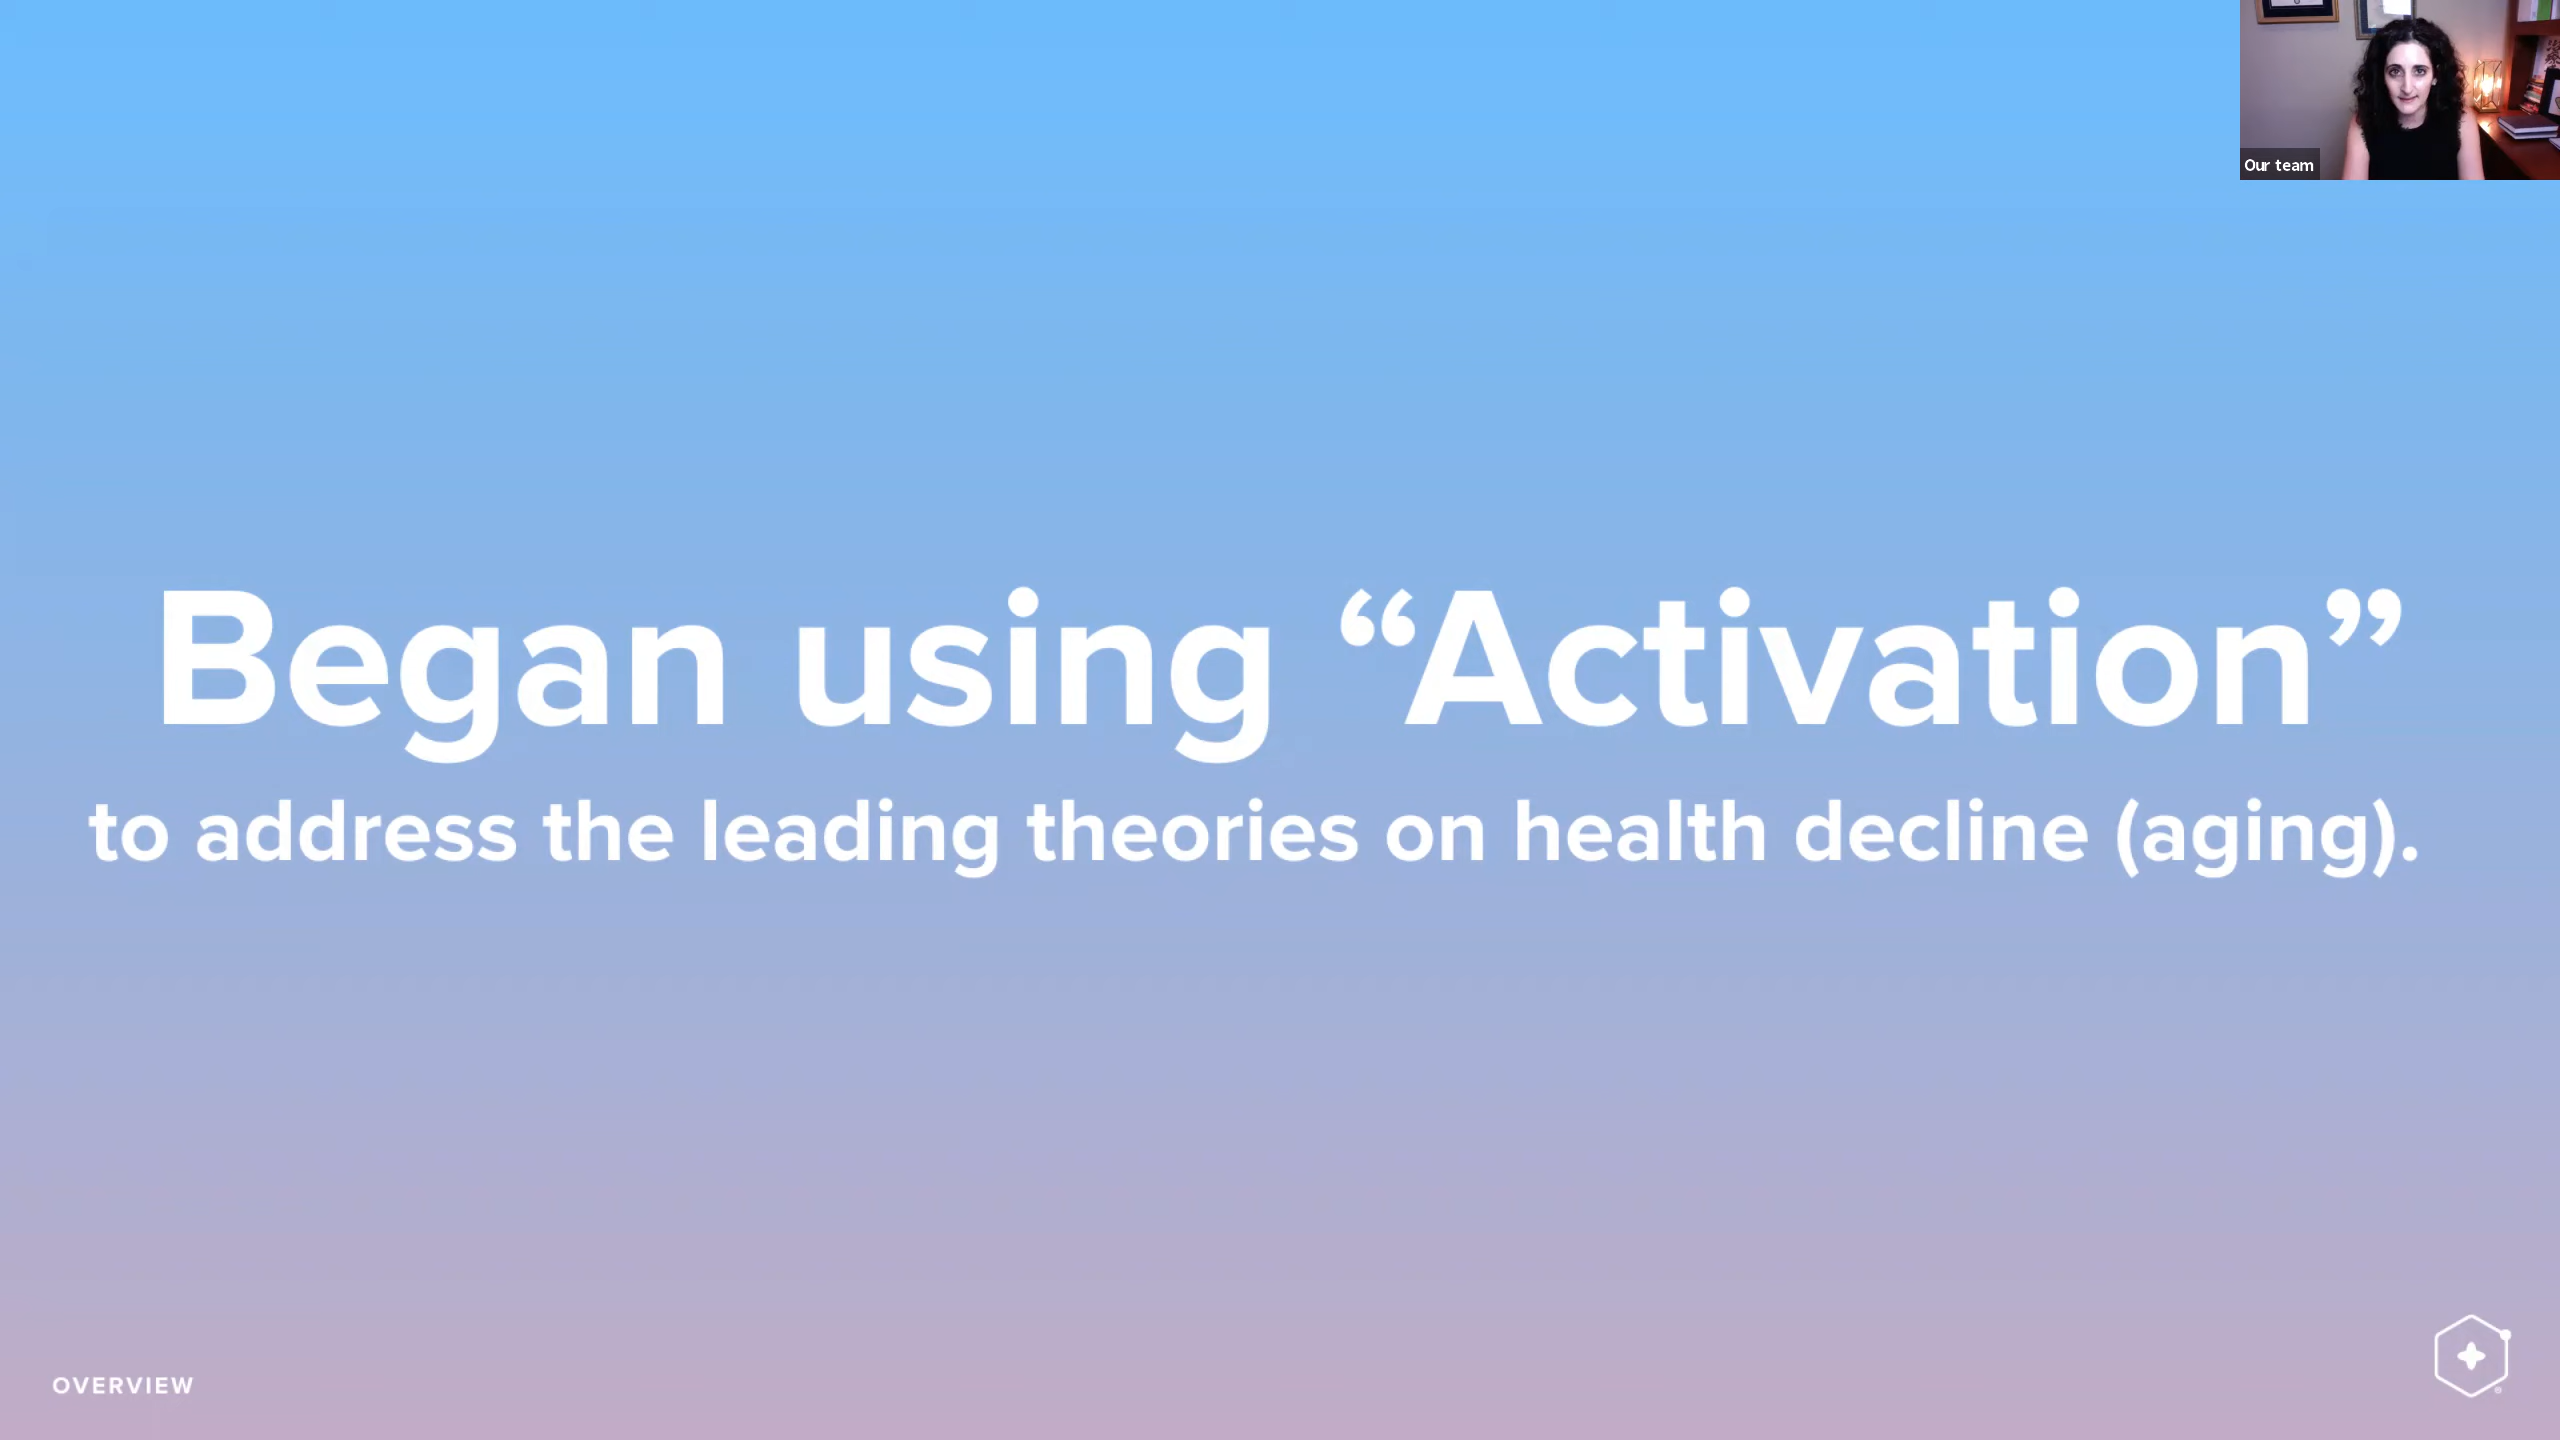 Our team
Began using “Activation”
to address the leading theories on health decline (aging).
OVERVIEW
®